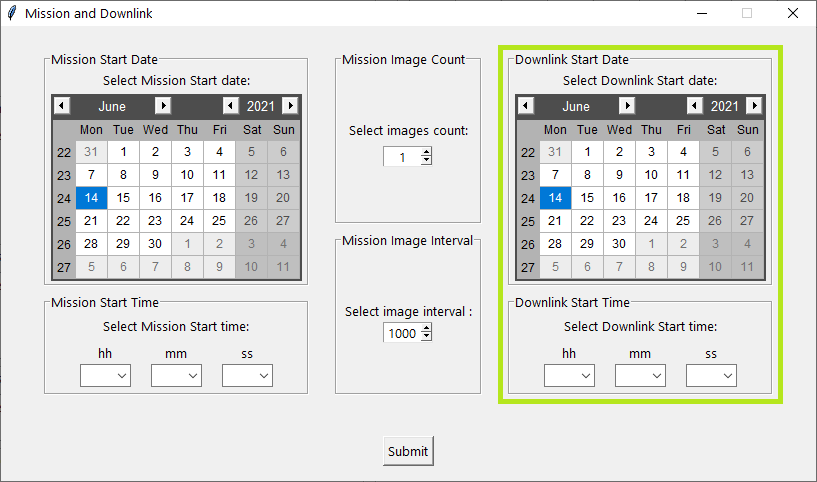 Mission and Downlink
Mission Start Date
Select Mission Start date:
June 2021
Mon Tue Wed Thu Fri Sat Sun
22 31 1 2 3 4 5 6
23 7 8 9 10 11 12 13
24 14 15 16 17 18 19 20
25 21 22 23 24 25 26 27
26 28 29 30 1 2 3 4
27 5 6 7 8 9 10 11
Mission Start Time
Select Mission Start time:
hh mm ss
Mission Image Count
Select images count:
1
Mission Image Interval
Select image interval :
1000
Downlink Start Date
Select Downlink Start date:
June 2021
Mon Tue Wed Thu Fri Sat Sun
22 31 1 2 3 4 5 6
23 7 8 9 10 11 12 13
24 14 15 16 17 18 19 20
25 21 22 23 24 25 26 27
26 28 29 30 1 2 3 4
27 5 6 7 8 9 10 11
Downlink Start Time
Select Downlink Start time:
hh mm ss
Submit